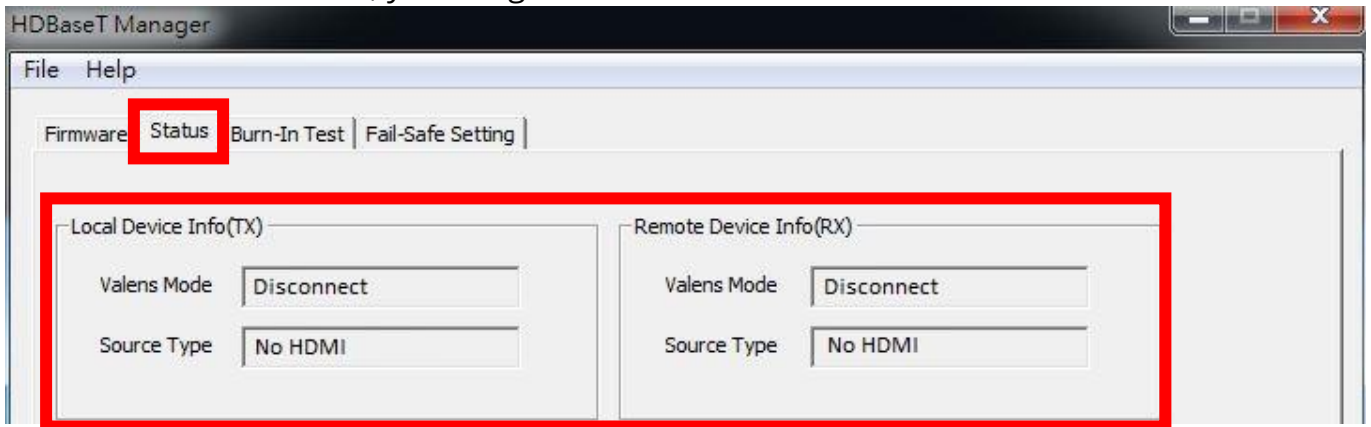 HDBaseT Manager
File Help
Firmware Status Burn-In Test Fail-Safe Setting
Local Device Info(TX) Remote Device Info(RX)
Valens Mode Disconnect Valens Mode Disconnect
Source Type No HDMI Source Type No HDMI